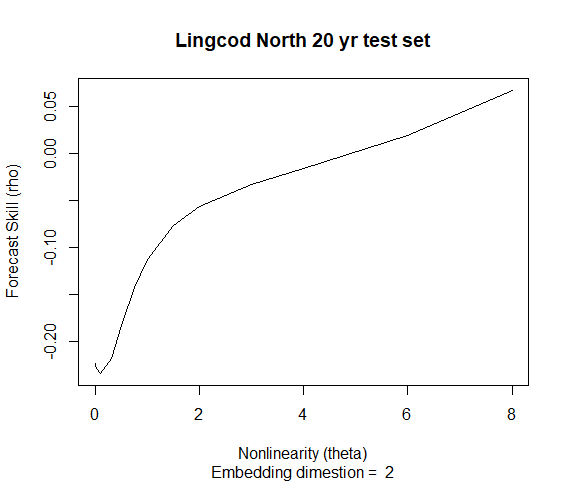 Lingcod North 20 yr test set
Forecast Skill (rho)
0.05
0.00
-0.10
-0.20
0 2 4 6 8
Nonlinearity (theta)
Embedding dimestion = 2